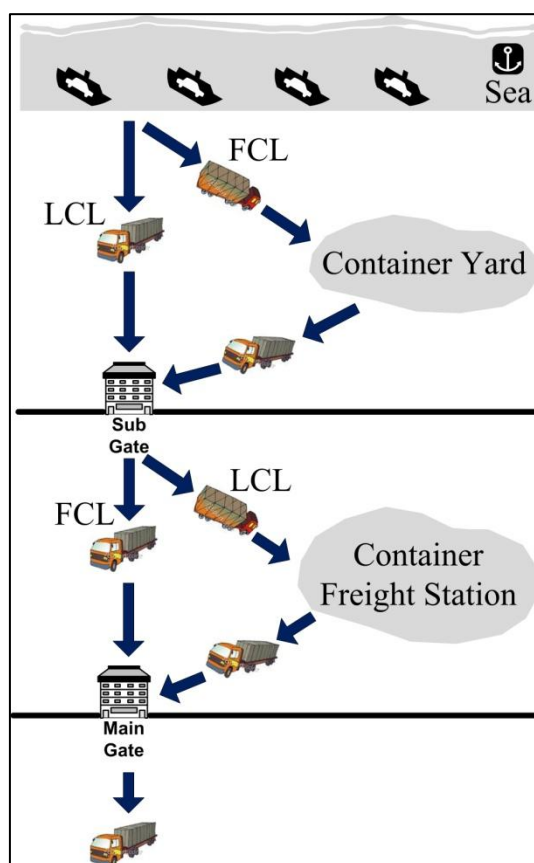 Sea
FCL
LCL
Container Yard
Sub
Gate
LCL
FCL
Container
Freight Station
Main
Gate